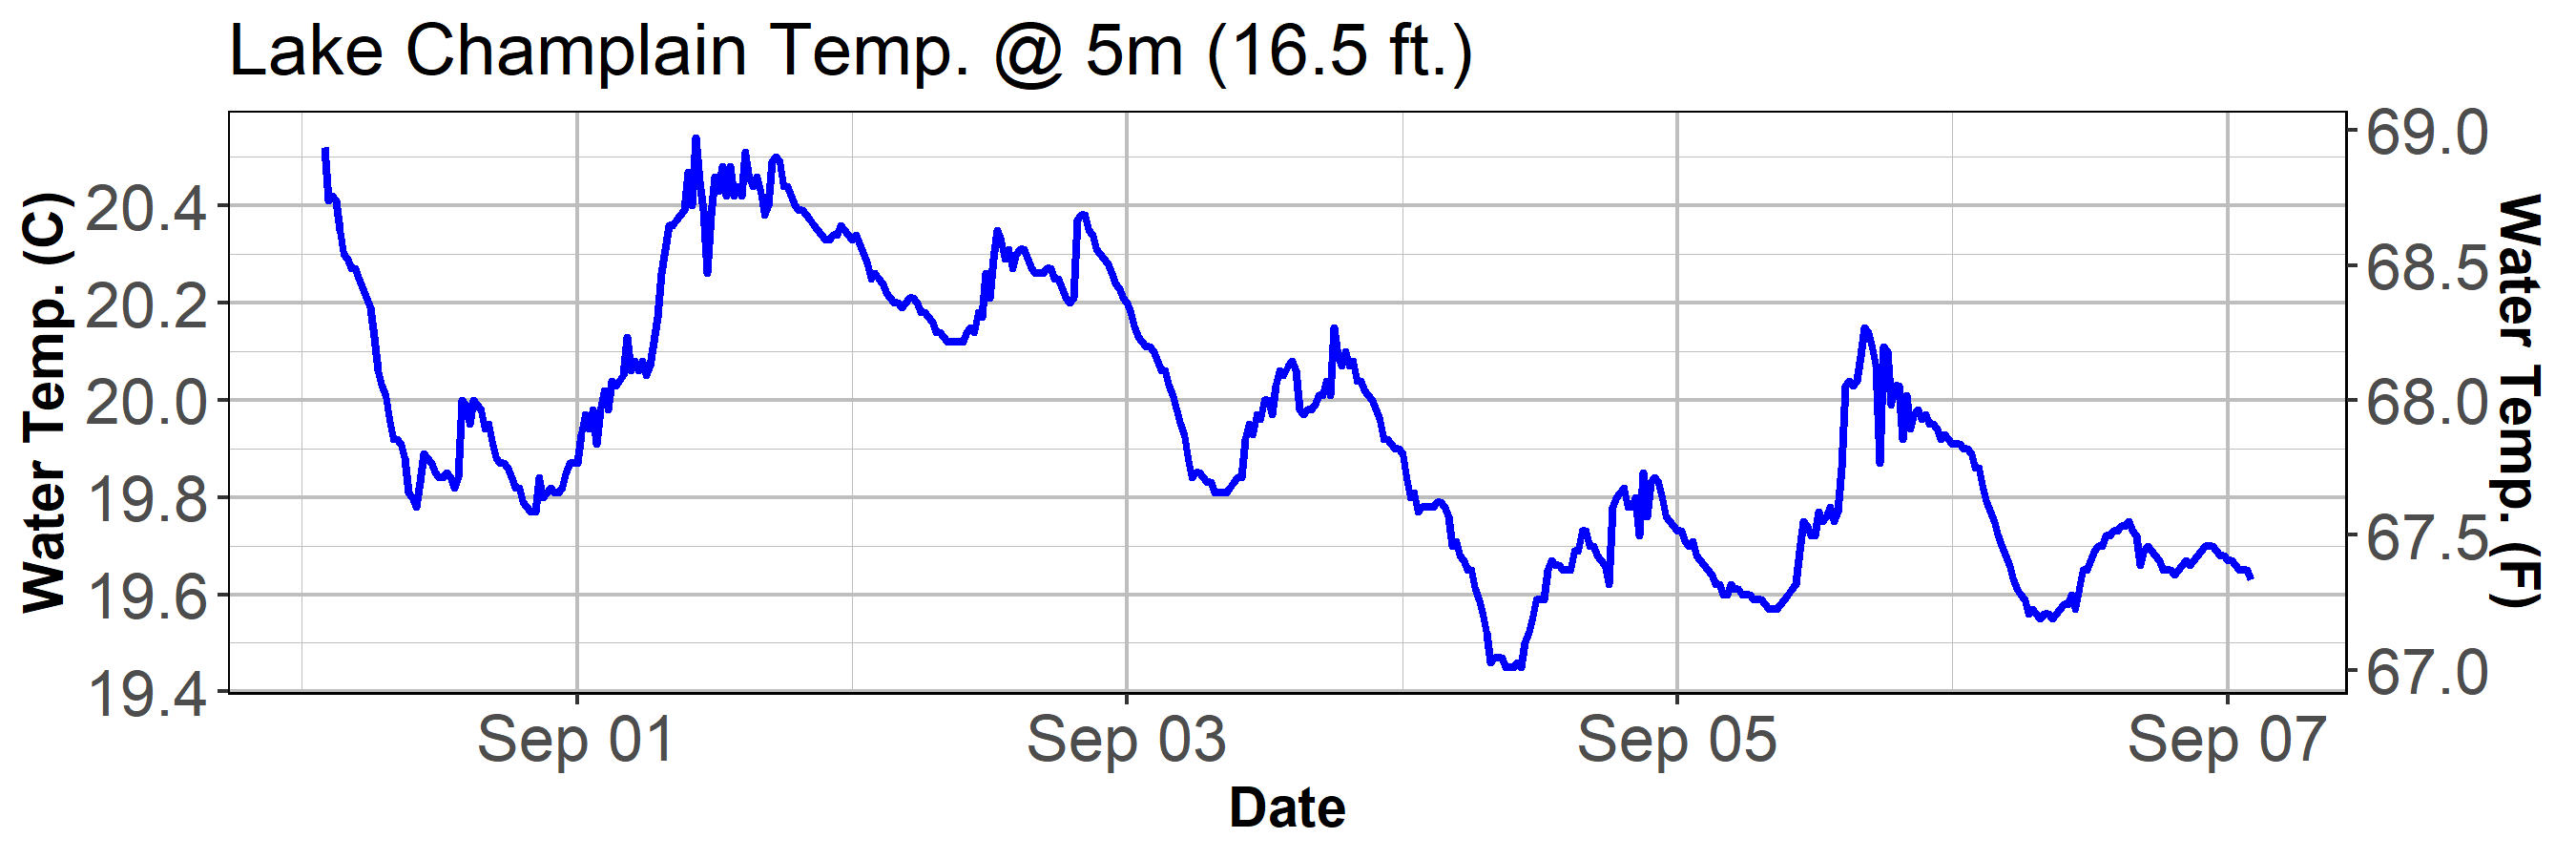 Lake Champlain Temp. @ 5m (16.5 ft.)
Water Temp. (C)
20.4
20.2
20.0
19.8
19.6
19.4
69.0
68.5
68.0
67.5
67.0
Water Temp. (F)
Sep 01 Sep 03 Sep 05 Sep 07
Date